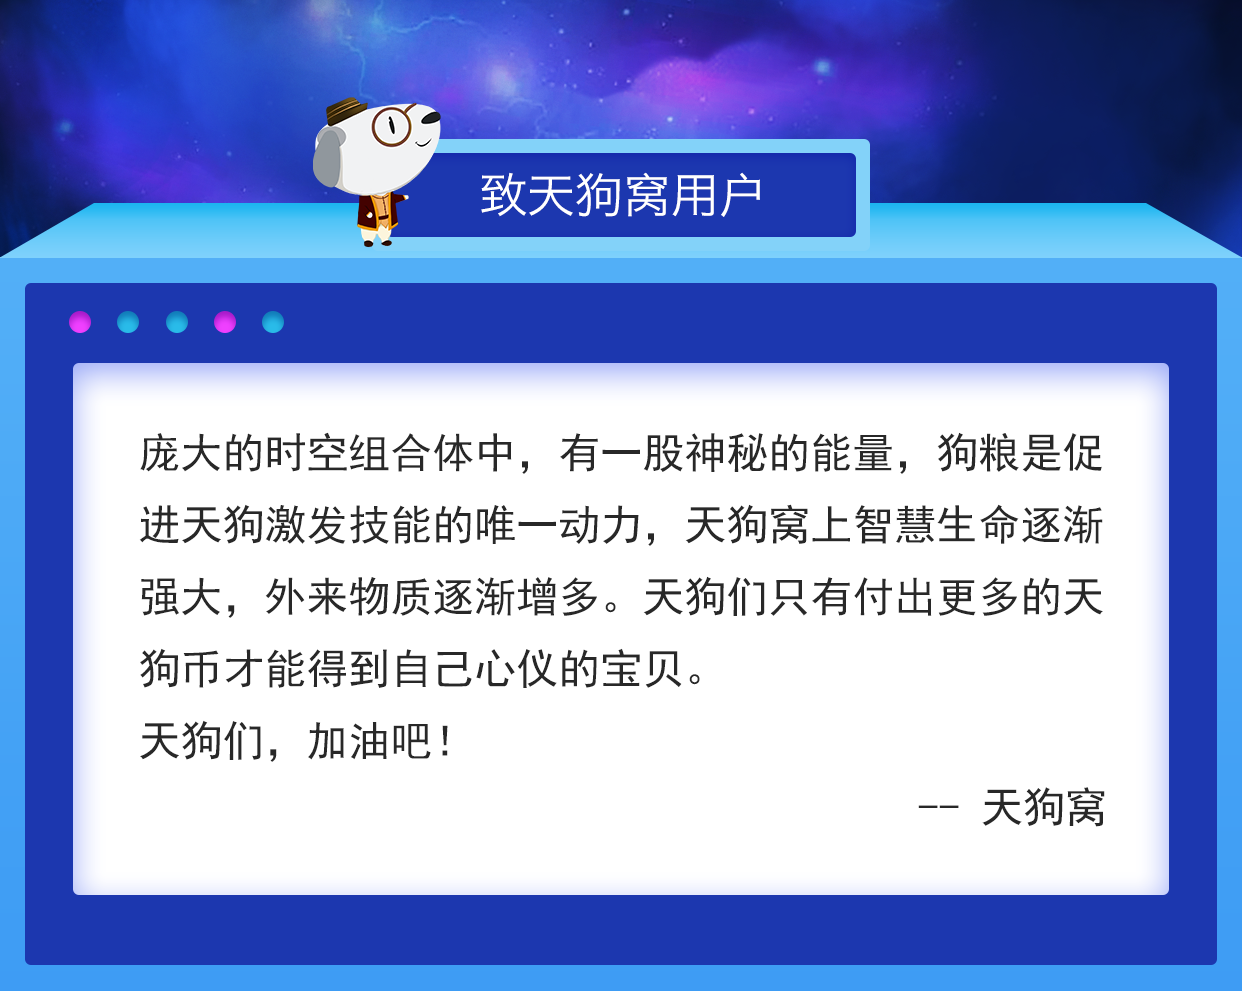 致天狗窝用户
庞大的时空组合体中，有一股神秘的能量，狗粮是促
进天狗激发技能的唯一动力，天狗窝上智慧生命逐渐
强大，外来物质逐渐增多。天狗们只有付出更多的天
狗币才能得到自己心仪的宝贝。
天狗们，加油吧！
-- 天狗窝